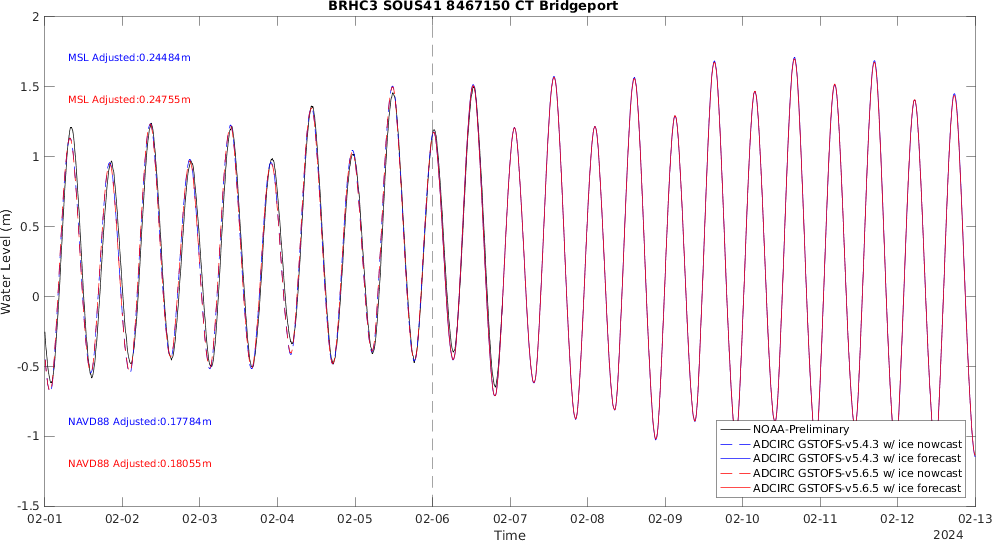 BRHC3 SOUS41 8467150 CT Bridgeport
2
1.5
1
0.5
0
-0.5
-1
-1.5
Water Level (m)
MSL Adjusted:0.24484m
MSL Adjusted:0.24755m
NAVD88 Adjusted:0.17784m
NAVD88 Adjusted:0.18055m
NOAA-Preliminary
ADCIRC GSTOFS-v5.4.3 w/ ice nowcast
ADCIRC GSTOFS-v5.4.3 w/ ice forecast
ADCIRC GSTOFS-v5.6.5 w/ ice nowcast
ADCIRC GSTOFS-v5.6.5 w/ ice forecast
02-01 02-02 02-03 02-04 02-05 02-06 02-07 02-08 02-09 02-10 02-11 02-12 02-13
Time
2024